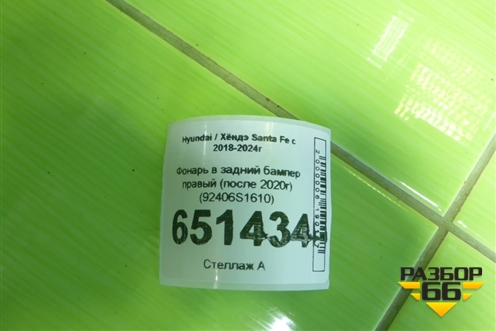 Hyundai / Хёндэ Santa Fe с
2018-2024г
Фонарь в задний бампер
правый (после 2020г)
(92406S1610)
651434
Стеллаж А
РАЗБОР
66